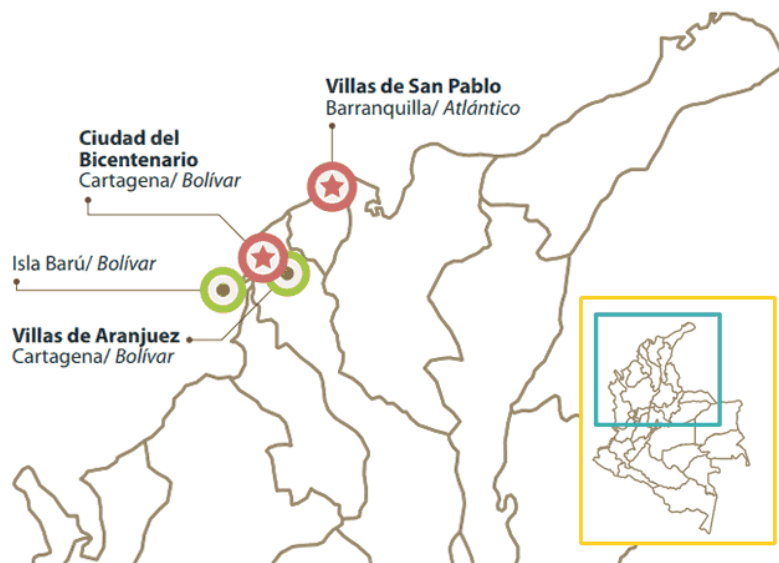 Villas de San Pablo
Barranquilla/ Atlántico
Ciudad del
Bicentenario
Cartagena/ Bolívar
Isla Barú/ Bolívar
Villas de Aranjuez
Cartagena/ Bolívar